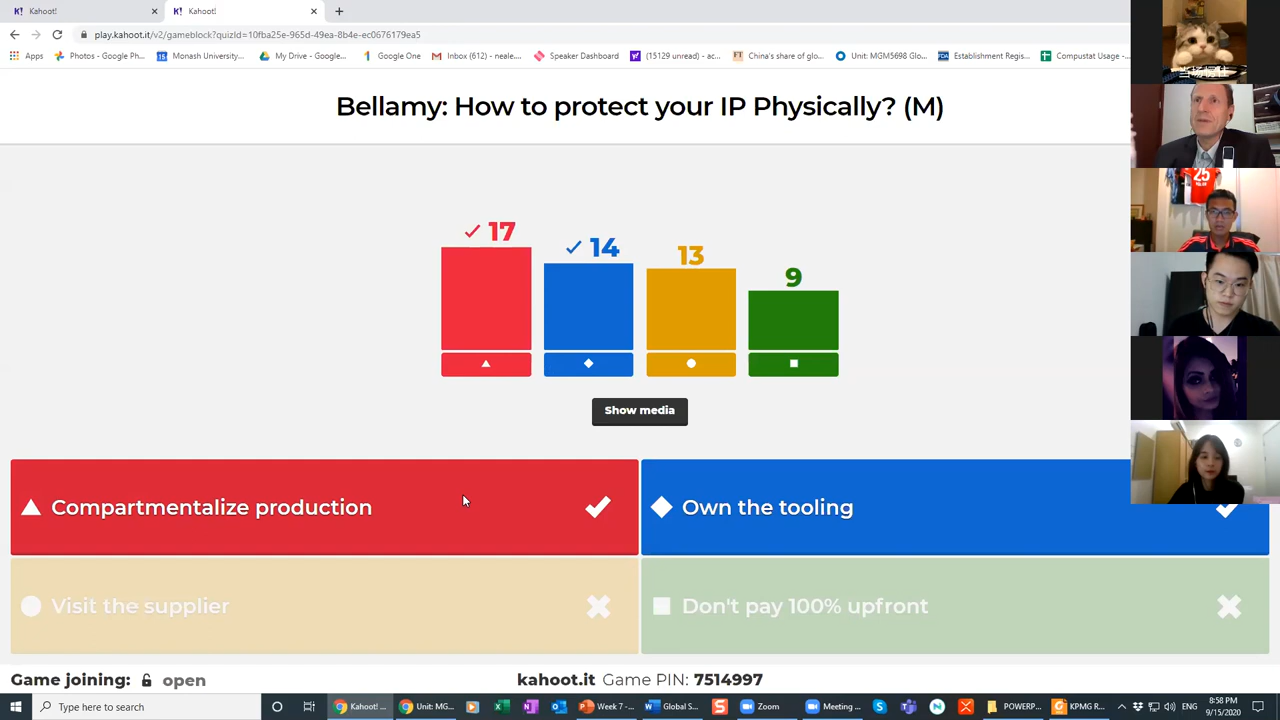 Kahoot!
Kahoot!
play.kahoot.it/v2/gameblock?quizId=10fba25e-965d-49ea-8b4e-ec0676179ea5
Apps
Photos - Google Ph...
Monash University...
My Drive - Google...
Google One
Inbox (612) - neale...
Speaker Dashboard
(15129 unread) - ac...
China's share of glo...
Unit: MGM5698 Glo...
Establishment Regis...
Compustat Usage -...
Bellamy: How to protect your IP Physically? (M)
17
14
13
9
Show media
Compartmentalize production
Own the tooling
Visit the supplier
Don't pay 100% upfront
Game joining: open
kahoot.it Game PIN: 7514997
25
Type here to search
Kahoot! ...
Unit: MG...
Week 7 -...
Global S...
Zoom
Meeting ...
POWERP...
KPMG R...
ENG
8:58 PM
9/15/2020